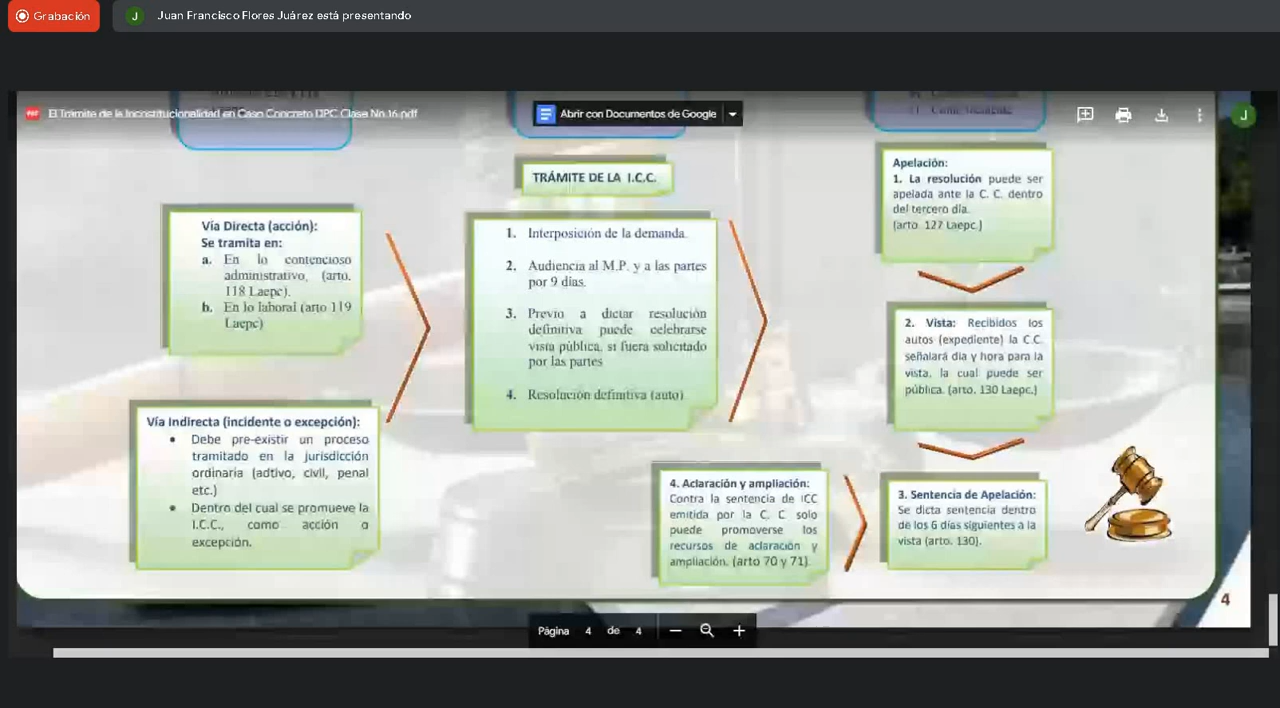 Grabación
J
Juan Francisco Flores Juárez está presentando
El Trámite de la Inconstitucionalidad en Caso Concreto DPC Clase No.16.pdf
Abrir con Documentos de Google
J
TRÁMITE DE LA I.C.C.
Vía Directa (acción):
Se tramita en:
a. En lo contencioso
administrativo, (arto.
118 Laepc).
b. En lo laboral (arto 119
Laepc)
Vía Indirecta (incidente o excepción):
• Debe pre-existir un proceso
tramitado en la jurisdicción
ordinaria (adtivo, civil, penal
etc.)
• Dentro del cual se promueve la
I.C.C., como acción o
excepción.
1. Interposición de la demanda.
2. Audiencia al M.P. y a las partes
por 9 días.
3. Previo a dictar resolución
definitiva puede celebrarse
vista pública, si fuera solicitado
por las partes
4. Resolución definitiva (auto)
Apelación:
1. La resolución puede ser
apelada ante la C. C. dentro
del tercero día.
(arto. 127 Laepc.)
2. Vista: Recibidos los
autos (expediente) la C.C.
señalará día y hora para la
vista, la cual puede ser
pública. (arto. 130 Laepc.)
3. Sentencia de Apelación:
Se dicta sentencia dentro
de los 6 días siguientes a la
vista (arto. 130).
4. Aclaración y ampliación:
Contra la sentencia de ICC
emitida por la C. C. solo
puede promoverse los
recursos de aclaración y
ampliación. (arto 70 y 71).
4
Página 4 de 4